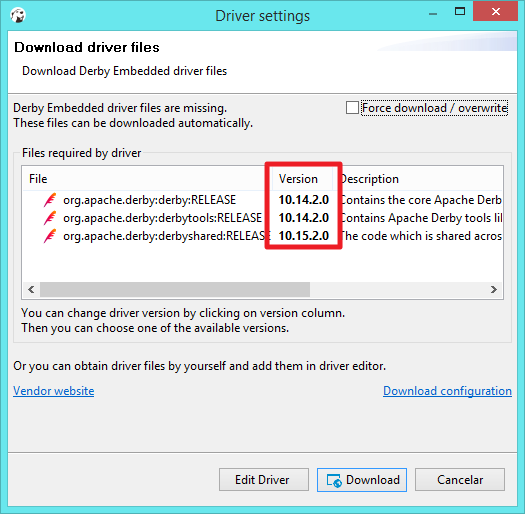 Driver settings
Download driver files
Download Derby Embedded driver files
Derby Embedded driver files are missing.
Force download / overwrite
These files can be downloaded automatically.
Files required by driver
File Version Description
org.apache.derby:derby:RELEASE 10.14.2.0 Contains the core Apache Derb
org.apache.derby:derbytools:RELEASE 10.14.2.0 Contains Apache Derby tools lil
org.apache.derby:derbyshared:RELEASE 10.15.2.0 The code which is shared acros
You can change driver version by clicking on version column.
Then you can choose one of the available versions.
Or you can obtain driver files by yourself and add them in driver editor.
Vendor website Download configuration
Edit Driver Download Cancelar